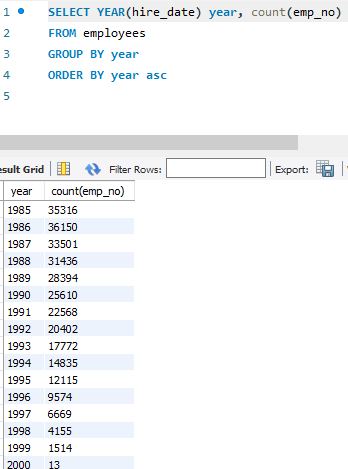 1 SELECT YEAR(hire_date) year, count(emp_no)
2 FROM employees
3 GROUP BY year
4 ORDER BY year asc
5
esult Grid Filter Rows: Export:
year count(emp_no)
1985 35316
1986 36150
1987 33501
1988 31436
1989 28394
1990 25610
1991 22568
1992 20402
1993 17772
1994 14835
1995 12115
1996 9574
1997 6669
1998 4155
1999 1514
2000 13